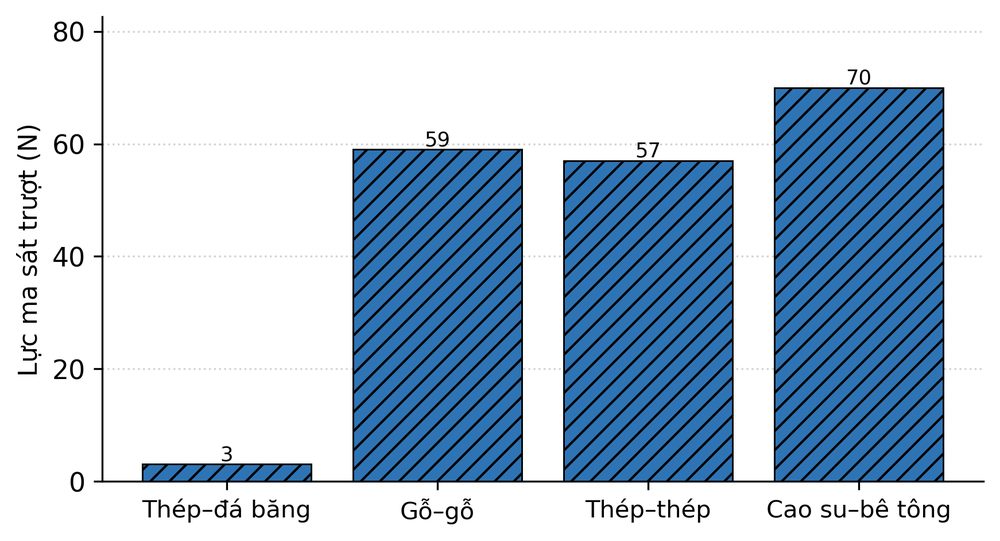 Lực ma sát trượt (N)
80
60
40
20
0
3
59
57
70
Thép–đá băng
Gỗ–gỗ
Thép–thép
Cao su–bê tông